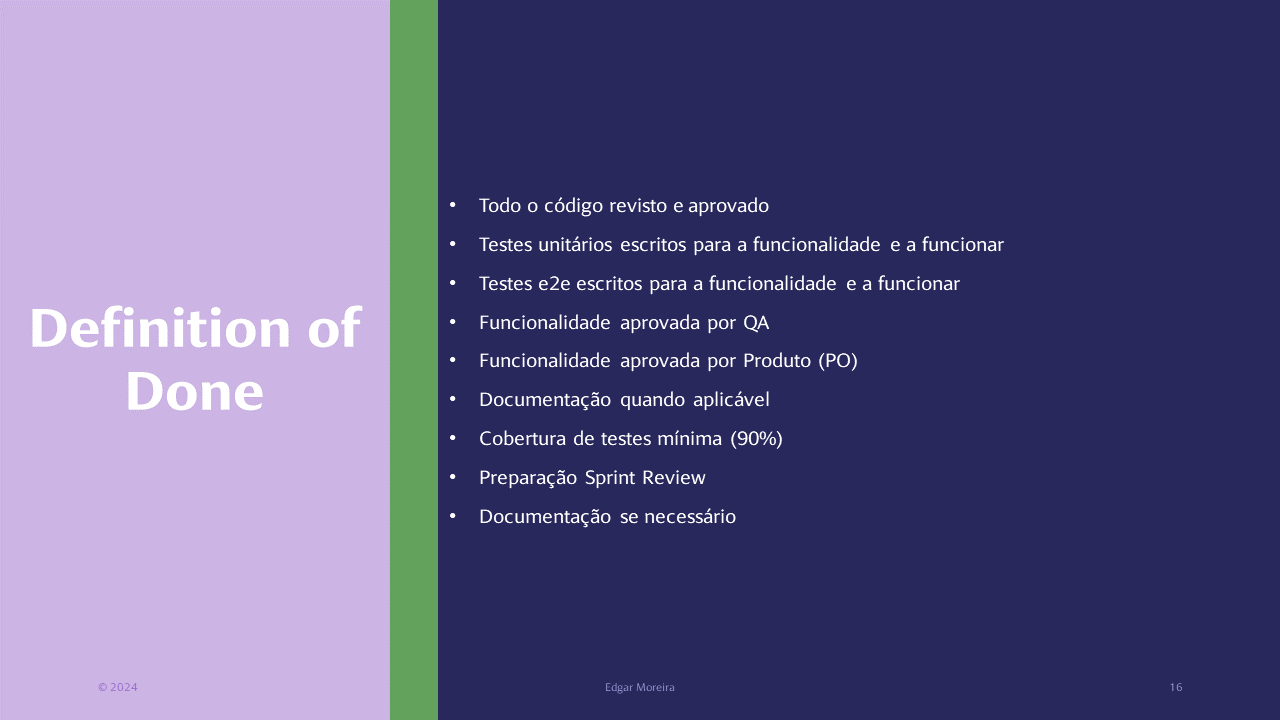 Definition of
Done
• Todo o código revisto e aprovado
• Testes unitários escritos para a funcionalidade e a funcionar
• Testes e2e escritos para a funcionalidade e a funcionar
• Funcionalidade aprovada por QA
• Funcionalidade aprovada por Produto (PO)
• Documentação quando aplicável
• Cobertura de testes mínima (90%)
• Preparação Sprint Review
• Documentação se necessário
© 2024
Edgar Moreira
16